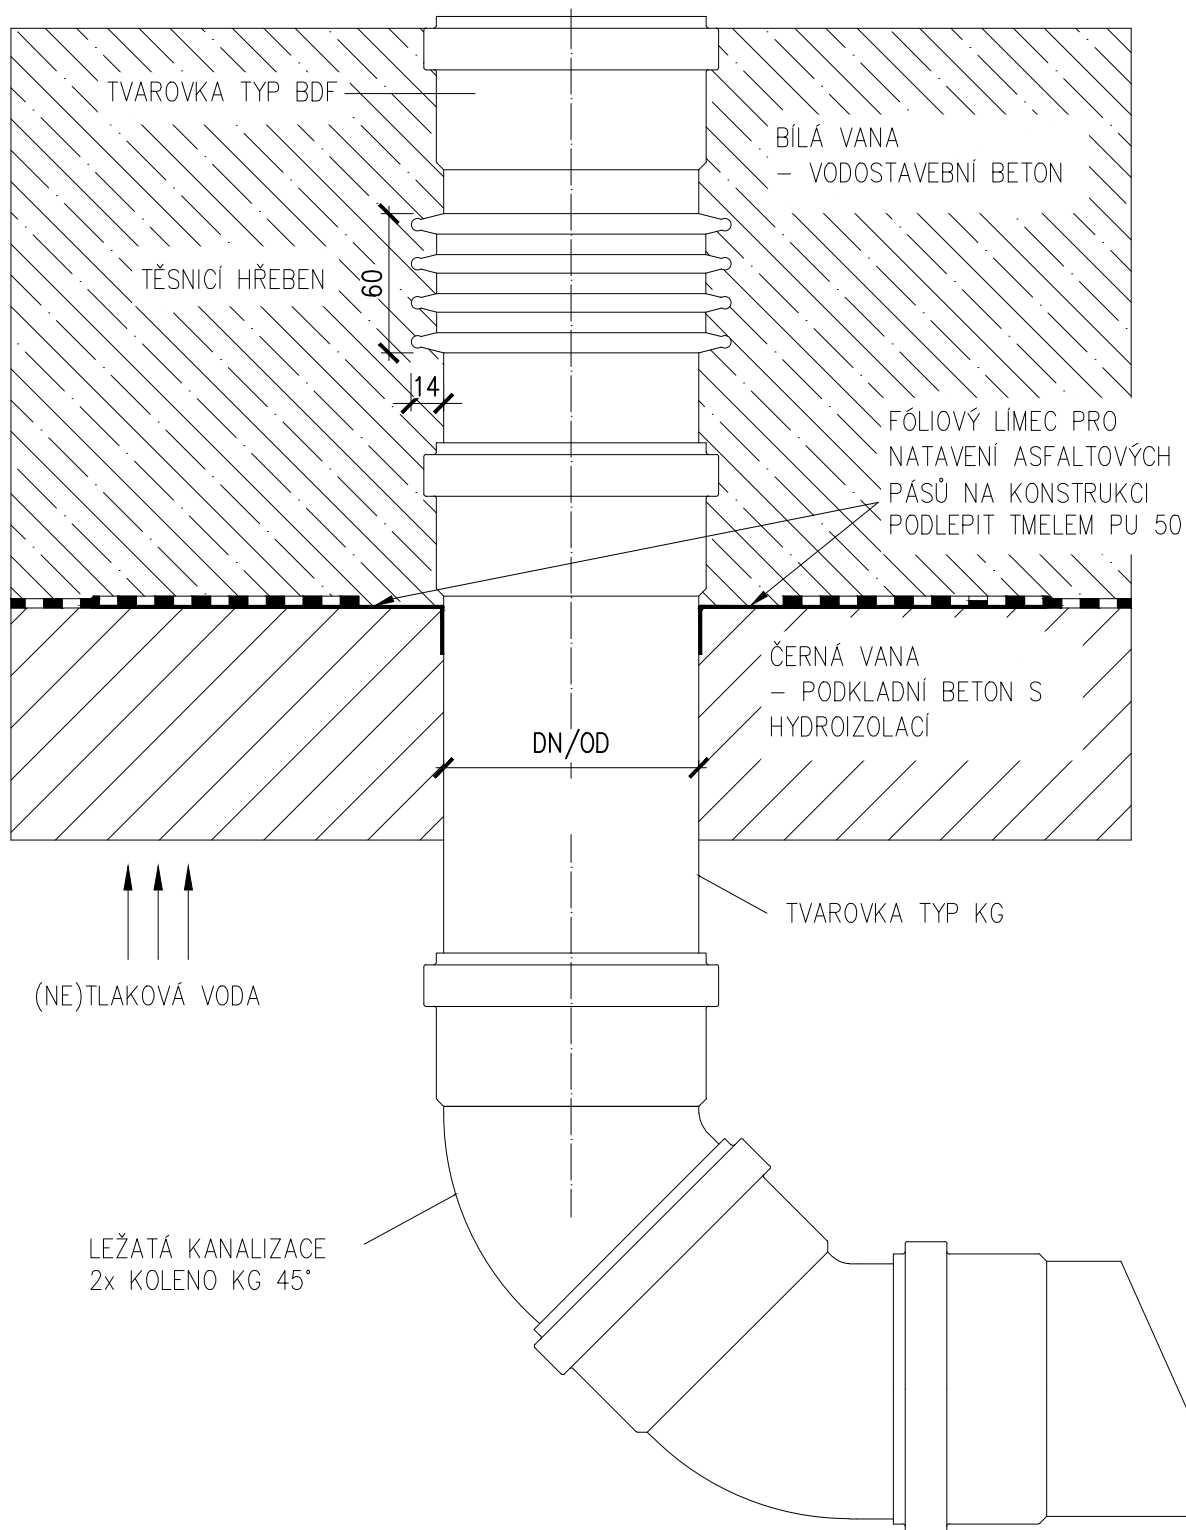 TVAROVKA TYP BDF
BÍLÁ VANA
– VODOSTAVEBNÍ BETON
TĚSNICÍ HŘEBEN
60
14
FÓLIOVÝ LÍMEC PRO
NATAVENÍ ASFALTOVÝCH
PÁSŮ NA KONSTRUKCI
PODLEPIT TMELEM PU 50
ČERNÁ VANA
– PODKLADNÍ BETON S
HYDROIZOLACÍ
DN/OD
TVAROVKA TYP KG
(NE)TLAKOVÁ VODA
LEŽATÁ KANALIZACE
2x KOLENO KG 45°